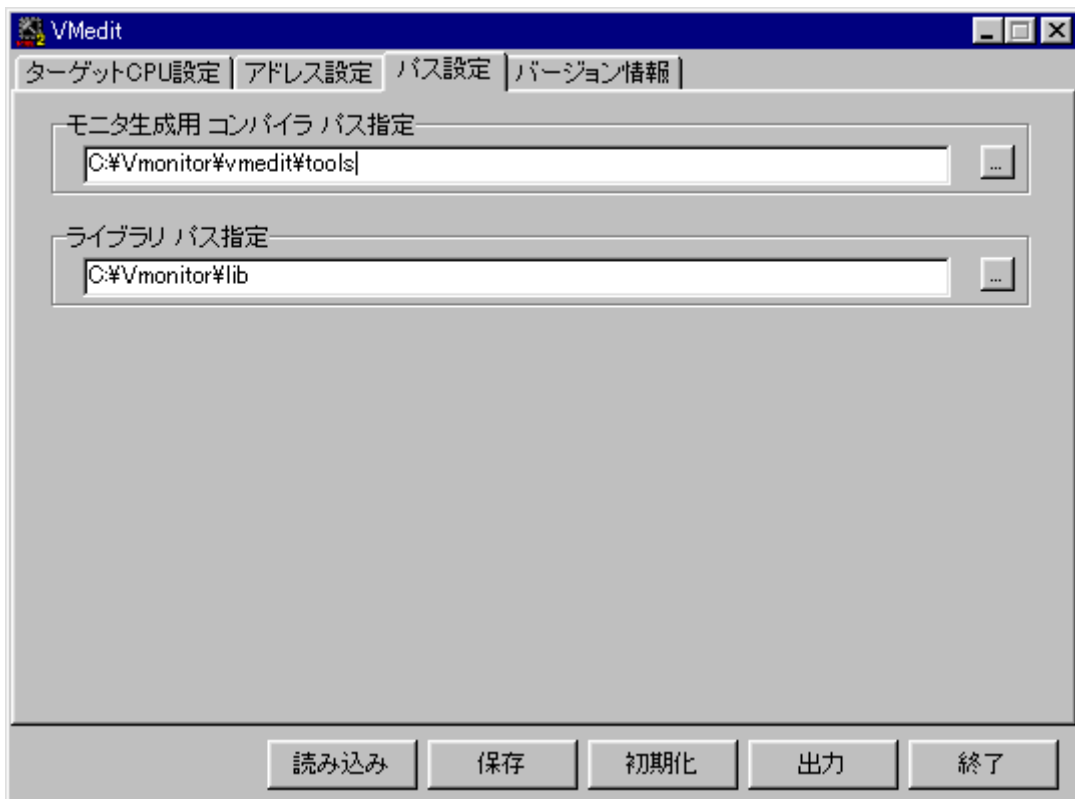 VMedit
ターゲットCPU設定 アドレス設定 パス設定 バージョン情報
モニタ生成用 コンパイラ パス指定
C:¥Vmonitor¥vmedit¥tools
...
ライブラリ パス指定
C:¥Vmonitor¥lib
...
読み込み 保存 初期化 出力 終了